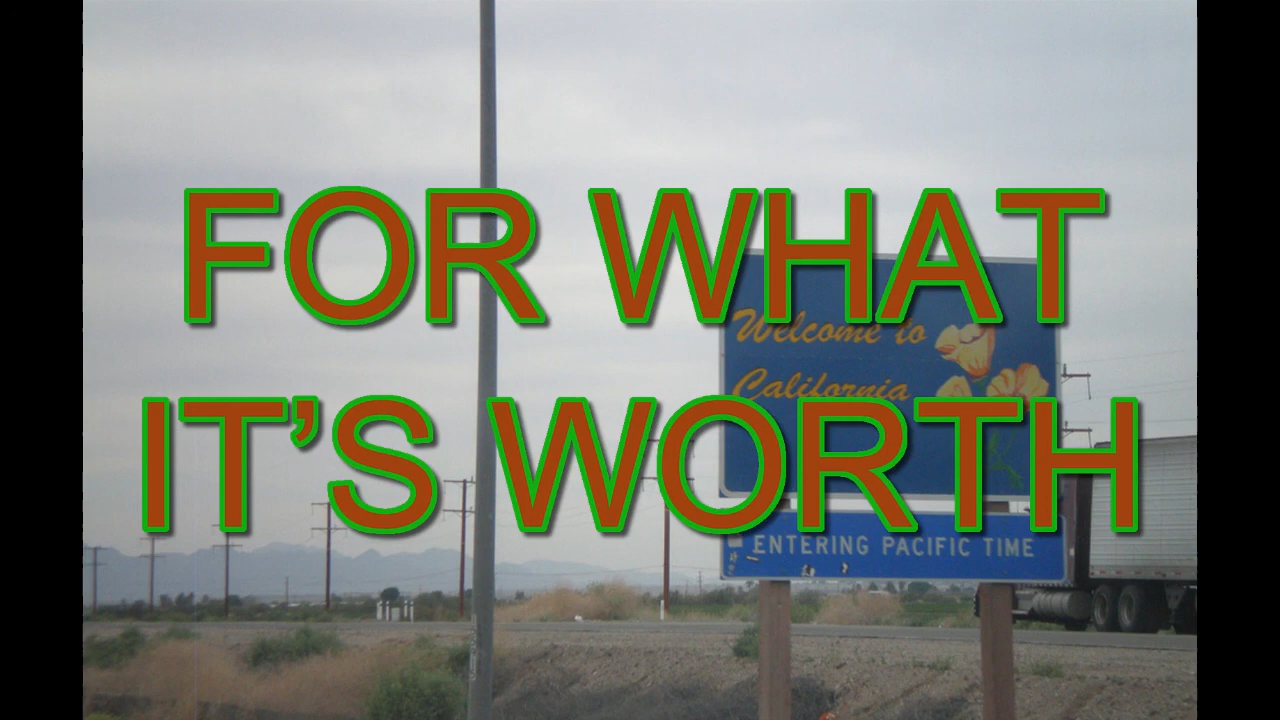 FOR WHAT
IT'S WORTH
Welcome to
California
ENTERING PACIFIC TIME